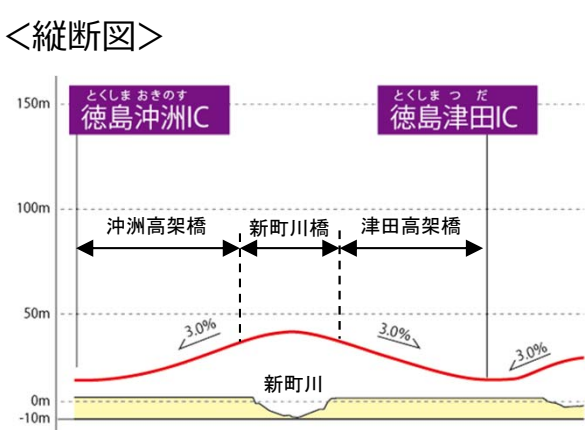 ＜縦断図＞
150m
とくしま おきのす
徳島沖洲IC
とくしま つ だ
徳島津田IC
100m
沖洲高架橋
新町川橋
津田高架橋
50m
3.0%
3.0%
3.0%
新町川
0m
-10m